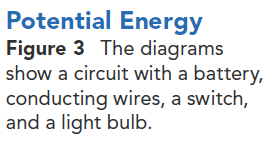 Potential Energy
Figure 3 The diagrams
show a circuit with a battery,
conducting wires, a switch,
and a light bulb.